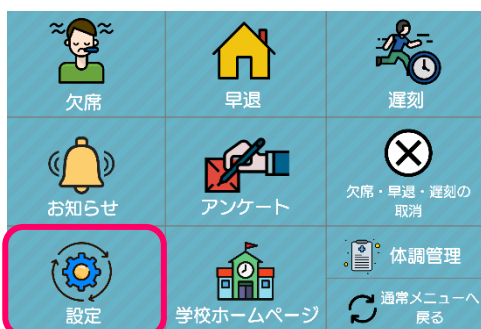 欠席
早退
遅刻
お知らせ
アンケート
欠席・早退・遅刻の
取消
設定
学校ホームページ
体調管理
通常メニューへ
戻る